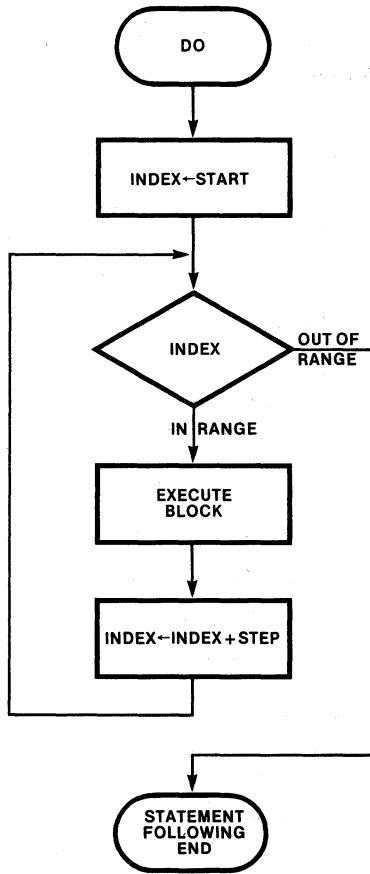 DO
INDEX←START
INDEX
OUT OF
RANGE
IN RANGE
EXECUTE
BLOCK
INDEX←INDEX+STEP
STATEMENT
FOLLOWING
END